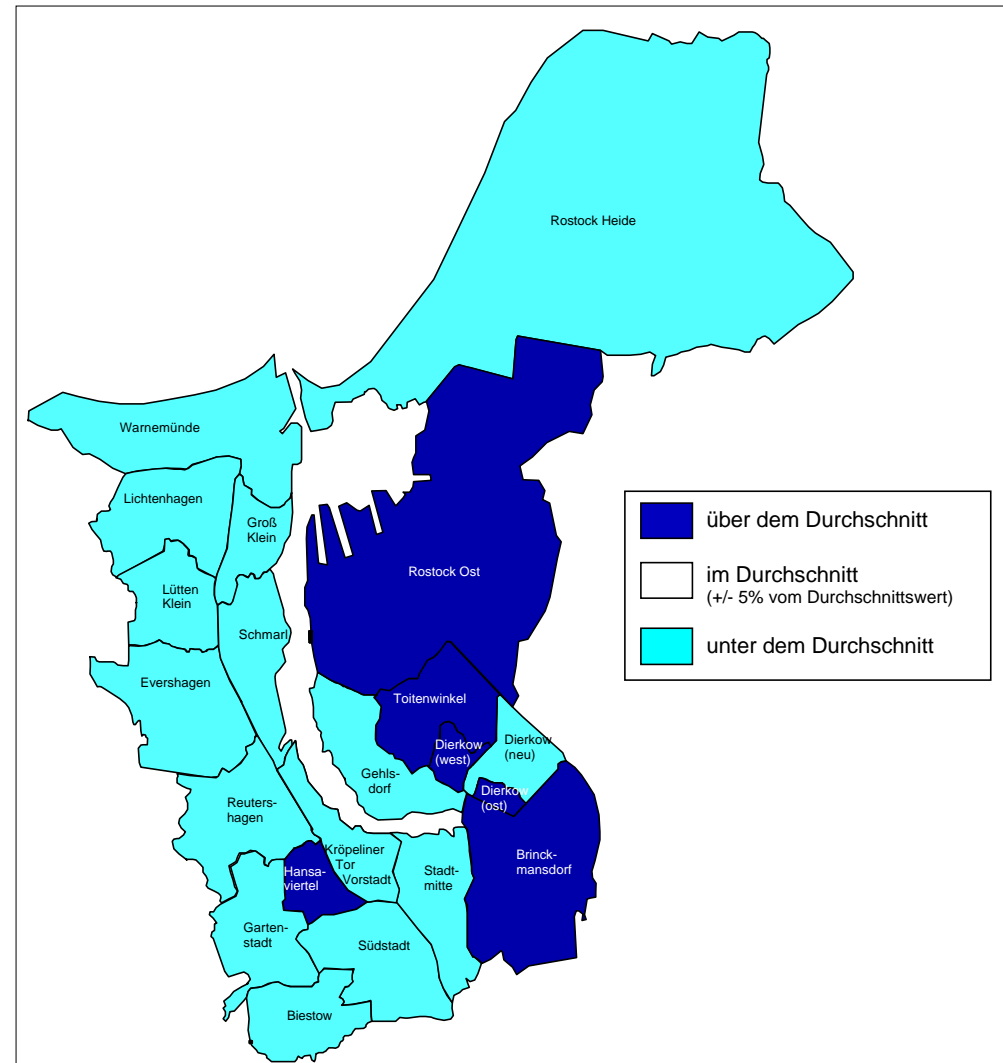 Rostock Heide
Warnemünde
Lichtenhagen
Groß
Klein
über dem Durchschnitt
im Durchschnitt
(+/- 5% vom Durchschnittswert)
unter dem Durchschnitt
Rostock Ost
Lütten
Klein
Schmarl
Evershagen
Toitenwinkel
Dierkow
(west)
Dierkow
(neu)
Gehls-
dorf
Dierkow
(ost)
Reuters-
hagen
Kröpeliner
Tor
Vorstadt
Hansa-
viertel
Stadt-
mitte
Brinck-
mansdorf
Garten-
stadt
Südstadt
Biestow